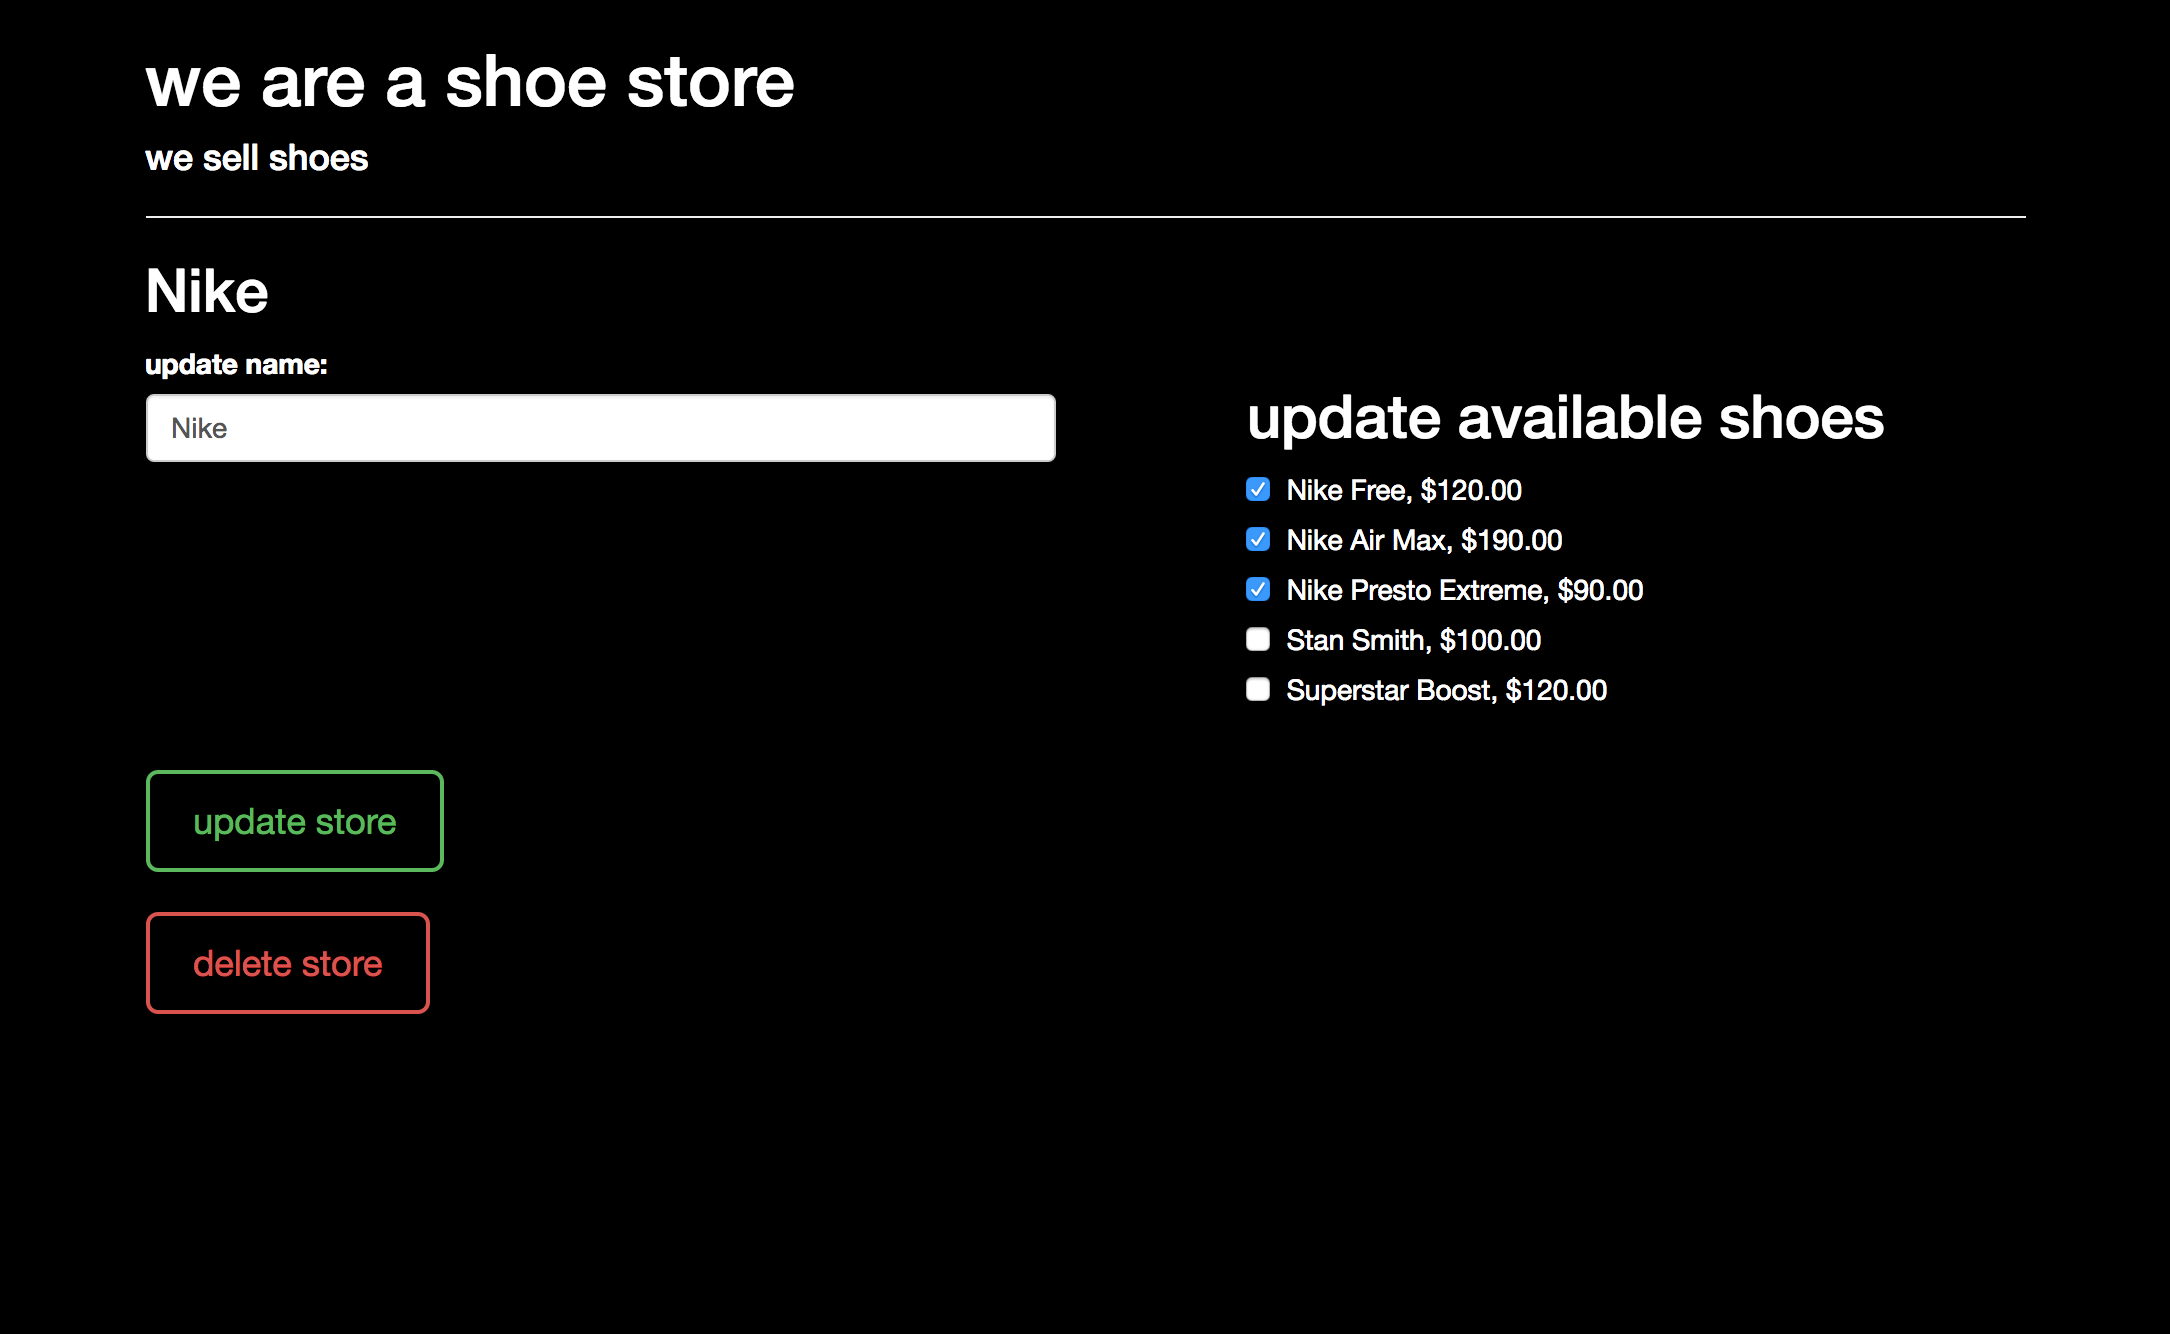 we are a shoe store
we sell shoes
Nike
update name:
Nike
update available shoes
Nike Free, $120.00
Nike Air Max, $190.00
Nike Presto Extreme, $90.00
Stan Smith, $100.00
Superstar Boost, $120.00
update store
delete store